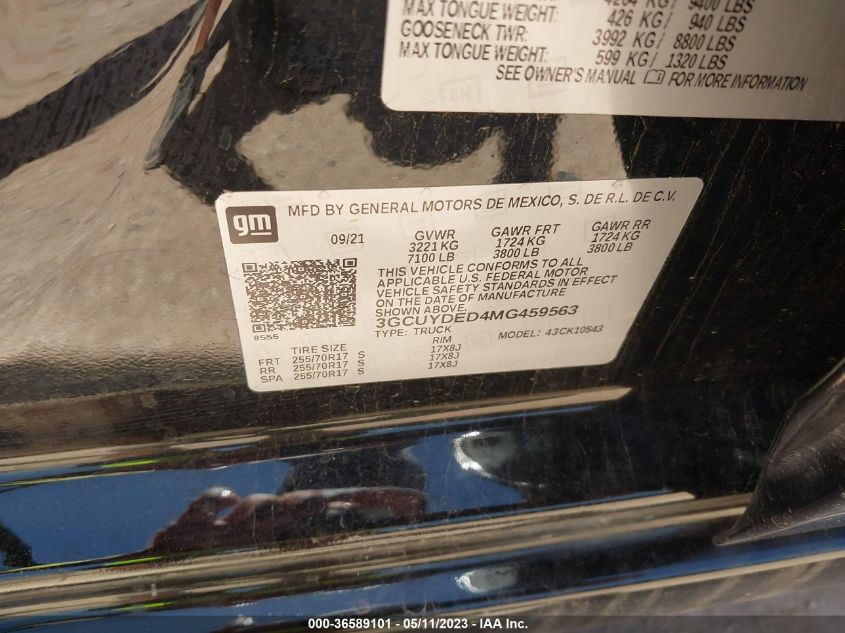 4264 KG/ 9400 LBS
MAX TONGUE WEIGHT: 426 KG/ 940 LBS
GOOSENECK TWR: 3992 KG/ 8800 LBS
MAX TONGUE WEIGHT: 599 KG/ 1320 LBS
SEE OWNER'S MANUAL FOR MORE INFORMATION
gm MFD BY GENERAL MOTORS DE MEXICO, S. DE R.L. DE C.V.
09/21 GVWR GAWR FRT GAWR RR
3221 KG 1724 KG 1724 KG
7100 LB 3800 LB 3800 LB
THIS VEHICLE CONFORMS TO ALL
APPLICABLE U.S. FEDERAL MOTOR
VEHICLE SAFETY STANDARDS IN EFFECT
ON THE DATE OF MANUFACTURE
SHOWN ABOVE
3GCUYDED4MG459563
8555 TYPE: TRUCK MODEL: 43CK10543
TIRE SIZE RIM
FRT 255/70R17 S 17X8J
RR 255/70R17 S 17X8J
SPA 255/70R17 S 17X8J
000-36589101 - 05/11/2023 - IAA Inc.